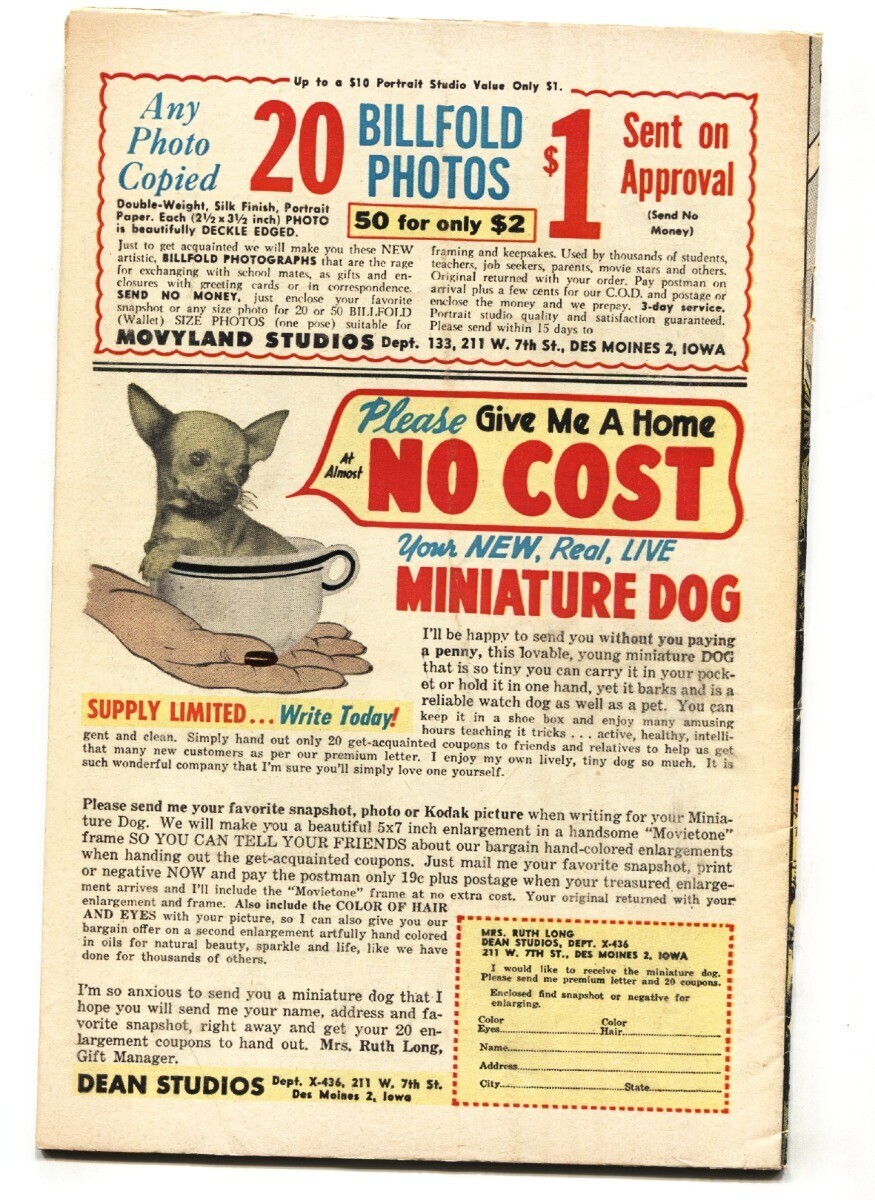 Up to a $10 Portrait Studio Value Only $1.
Any
Photo
Copied
20
BILLFOLD
PHOTOS
50 for only $2
$1
Sent on
Approval
(Send No
Money)
Double-Weight, Silk Finish, Portrait
Paper. Each (2½ x 3½ inch) PHOTO
is beautifully DECKLE EDGED.
Just to get acquainted we will make you these NEW
artistic, BILLFOLD PHOTOGRAPHS that are the rage
for exchanging with school mates, as gifts and en-
closures with greeting cards or in correspondence.
SEND NO MONEY, just enclose your favorite
snapshot or any size photo for 20 or 50 BILLFOLD
(Wallet) SIZE PHOTOS (one pose) suitable for
framing and keepsakes. Used by thousands of students,
teachers, job seekers, parents, movie stars and others.
Original returned with your order. Pay postman on
arrival plus a few cents for our C.O.D. and postage or
enclose the money and we prepay. 3-day service.
Portrait studio quality and satisfaction guaranteed.
Please send within 15 days to
MOVYLAND STUDIOS Dept. 133, 211 W. 7th St., DES MOINES 2, IOWA
Please Give Me A Home
At
Almost
NO COST
Your NEW, Real, LIVE
MINIATURE DOG
I'll be happy to send you without you paying
a penny, this lovable, young miniature DOG
that is so tiny you can carry it in your pock-
et or hold it in one hand, yet it barks and is a
reliable watch dog as well as a pet. You can
keep it in a shoe box and enjoy many amusing
hours teaching it tricks . . . active, healthy, intelli-
SUPPLY LIMITED... Write Today!
gent and clean. Simply hand out only 20 get-acquainted coupons to friends and relatives to help us get
that many new customers as per our premium letter. I enjoy my own lively, tiny dog so much. It is
such wonderful company that I'm sure you'll simply love one yourself.
Please send me your favorite snapshot, photo or Kodak picture when writing for your Minia-
ture Dog. We will make you a beautiful 5x7 inch enlargement in a handsome "Movietone"
frame SO YOU CAN TELL YOUR FRIENDS about our bargain hand-colored enlargements
when handing out the get-acquainted coupons. Just mail me your favorite snapshot, print
or negative NOW and pay the postman only 19c plus postage when your treasured enlarge-
ment arrives and I'll include the "Movietone" frame at no extra cost. Your original returned with your
enlargement and frame. Also include the COLOR OF HAIR
AND EYES with your picture, so I can also give you our
bargain offer on a second enlargement artfully hand colored
in oils for natural beauty, sparkle and life, like we have
done for thousands of others.
I'm so anxious to send you a miniature dog that I
hope you will send me your name, address and fa-
vorite snapshot, right away and get your 20 en-
largement coupons to hand out. Mrs. Ruth Long,
Gift Manager.
DEAN STUDIOS Dept. X-436, 211 W. 7th St.
Des Moines 2, Iowa
MRS. RUTH LONG
DEAN STUDIOS, DEPT. X-436
211 W. 7TH ST., DES MOINES 2, IOWA
I would like to receive the miniature dog.
Please send me premium letter and 20 coupons.
Enclosed find snapshot or negative for
enlarging.
Color Color
Eyes Hair
Name
Address
City State